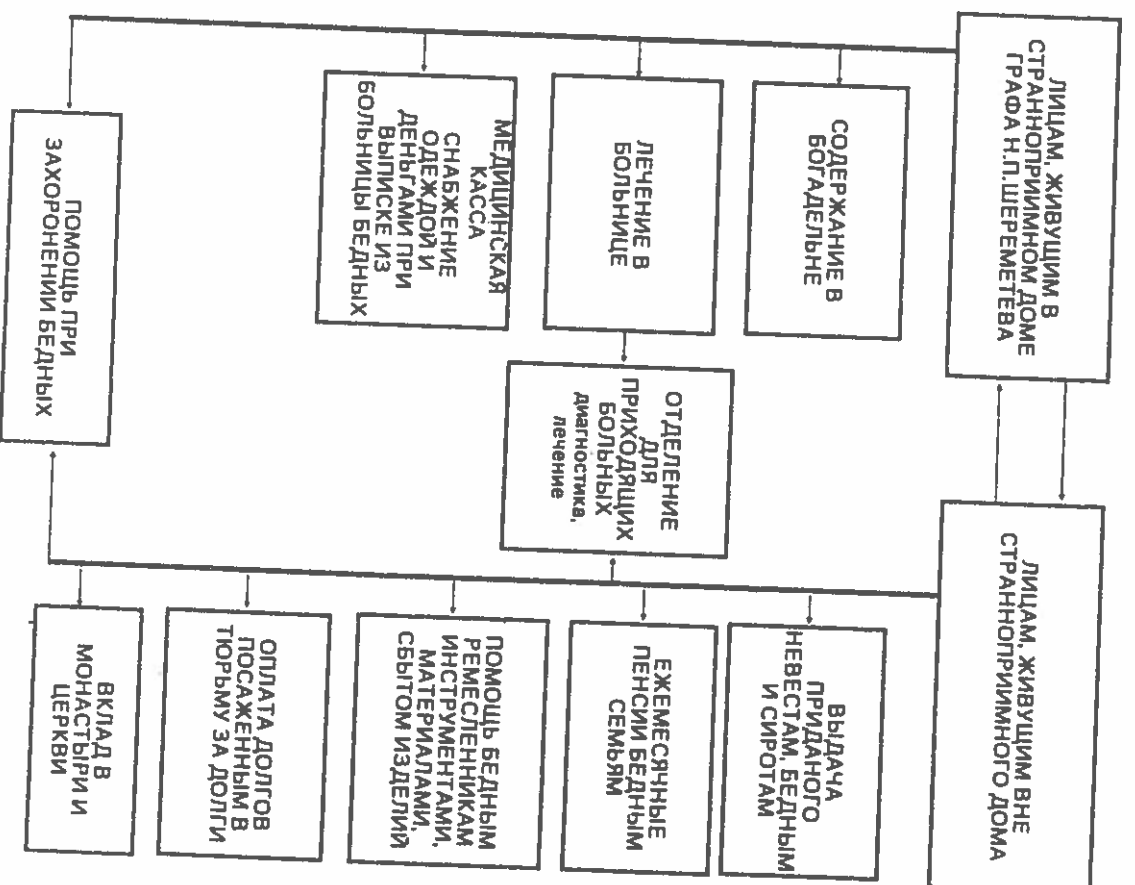 ЛИЦАМ, ЖИВУЩИМ В
СТРАННОПРИИМНОМ ДОМЕ
ГРАФА Н.П.ШЕРЕМЕТЕВА
ЛИЦАМ, ЖИВУЩИМ ВНЕ
СТРАННОПРИИМНОГО ДОМА
СОДЕРЖАНИЕ В
БОГАДЕЛЬНЕ
ЛЕЧЕНИЕ В
БОЛЬНИЦЕ
МЕДИЦИНСКАЯ
КАССА
СНАБЖЕНИЕ
ОДЕЖДОЙ И
ДЕНЬГАМИ ПРИ
ВЫПИСКЕ ИЗ
БОЛЬНИЦЫ БЕДНЫХ
ПОМОЩЬ ПРИ
ЗАХОРОНЕНИИ БЕДНЫХ
ОТДЕЛЕНИЕ
ДЛЯ
ПРИХОДЯЩИХ
БОЛЬНЫХ
диагностика,
лечение
ВЫДАЧА
ПРИДАНОГО
НЕВЕСТАМ, БЕДНЫМ
И СИРОТАМ
ЕЖЕМЕСЯЧНЫЕ
ПЕНСИИ БЕДНЫМ
СЕМЬЯМ
ПОМОЩЬ БЕДНЫМ
РЕМЕСЛЕННИКАМ
ИНСТРУМЕНТАМИ,
МАТЕРИАЛАМИ,
СБЫТОМ ИЗДЕЛИЙ
ОПЛАТА ДОЛГОВ
ПОСАЖЕННЫМ В
ТЮРЬМУ ЗА ДОЛГИ
ВКЛАД В
МОНАСТЫРИ И
ЦЕРКВИ